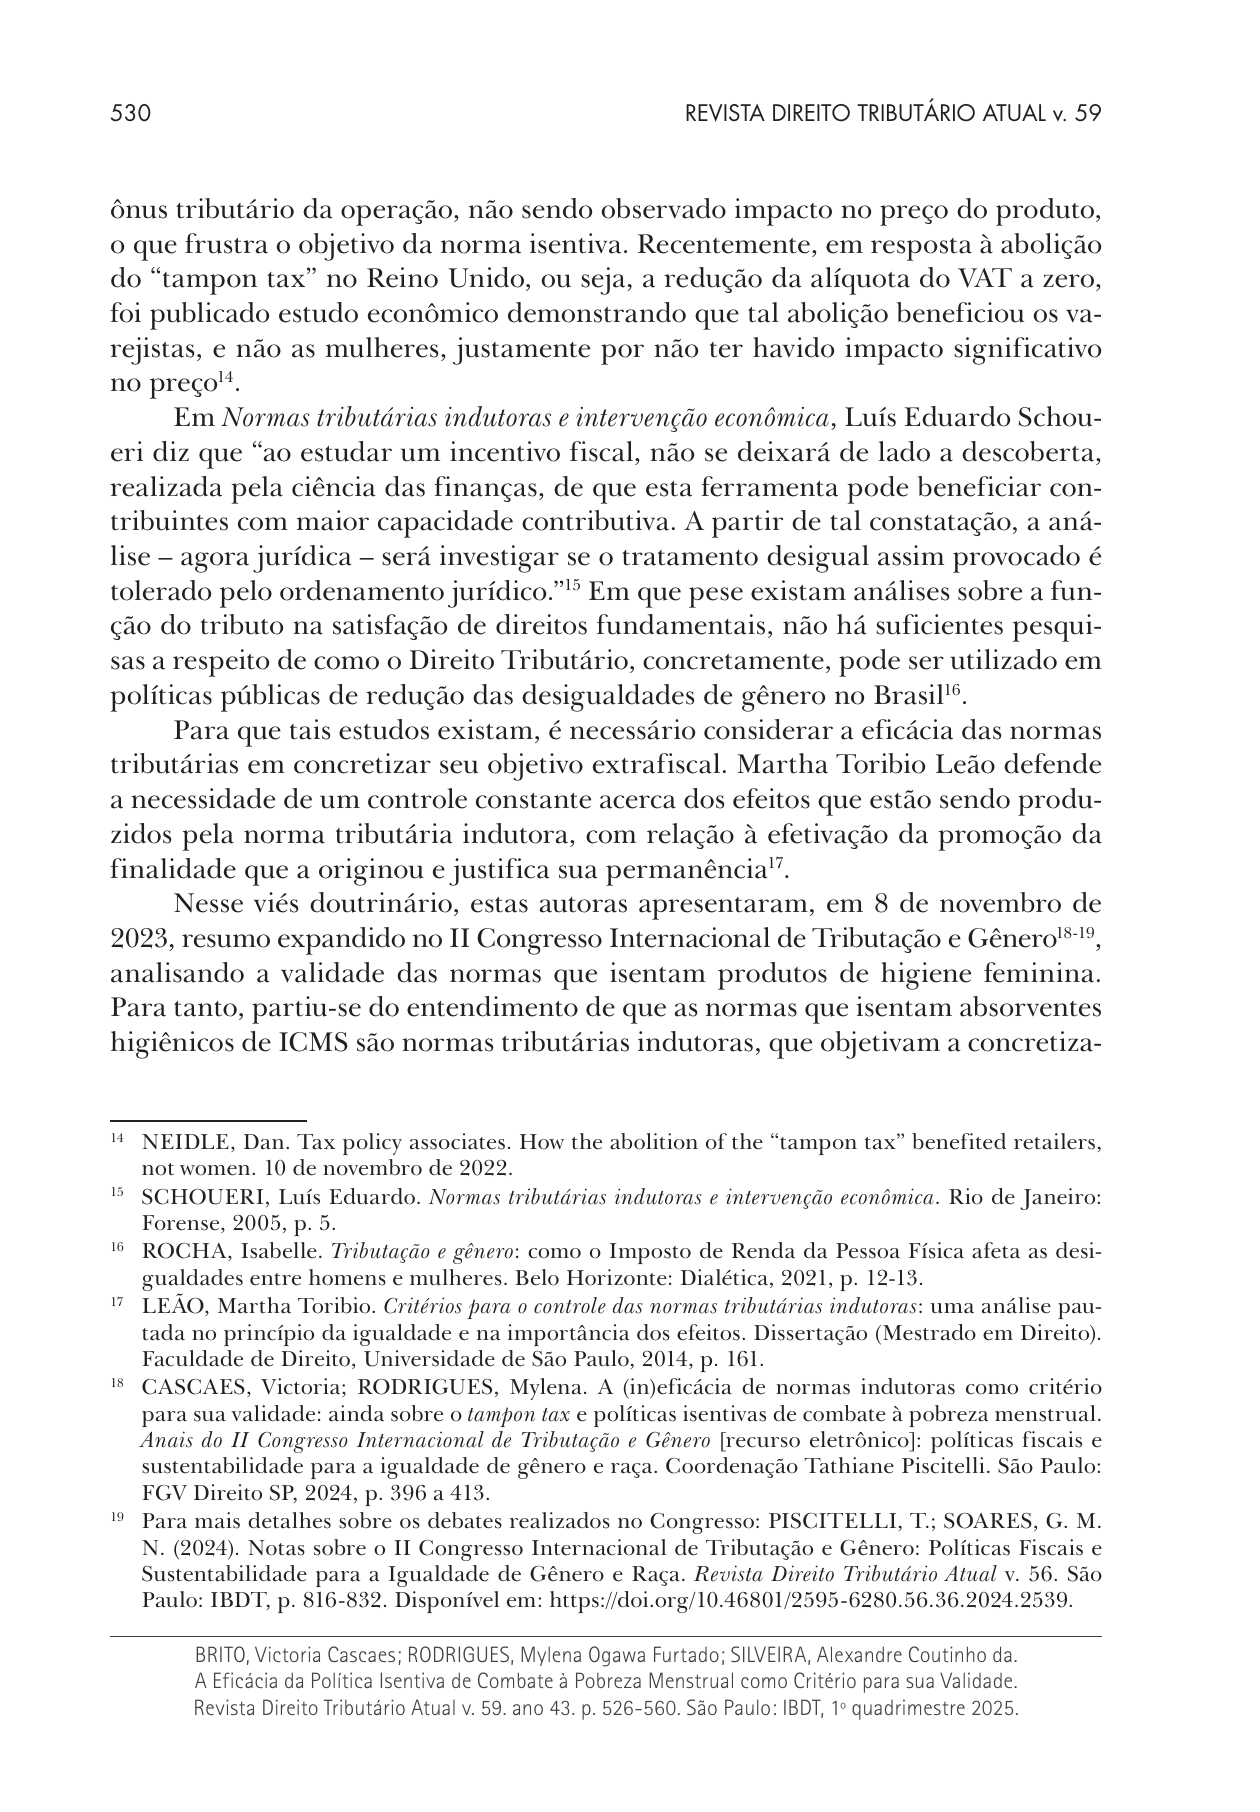 530
REVISTA DIREITO TRIBUTÁRIO ATUAL v. 59
ônus tributário da operação, não sendo observado impacto no preço do produto,
o que frustra o objetivo da norma isentiva. Recentemente, em resposta à abolição
do “tampon tax” no Reino Unido, ou seja, a redução da alíquota do VAT a zero,
foi publicado estudo econômico demonstrando que tal abolição beneficiou os va-
rejistas, e não as mulheres, justamente por não ter havido impacto significativo
no preço14.
Em Normas tributárias indutoras e intervenção econômica, Luís Eduardo Schou-
eri diz que “ao estudar um incentivo fiscal, não se deixará de lado a descoberta,
realizada pela ciência das finanças, de que esta ferramenta pode beneficiar con-
tribuintes com maior capacidade contributiva. A partir de tal constatação, a aná-
lise – agora jurídica – será investigar se o tratamento desigual assim provocado é
tolerado pelo ordenamento jurídico.”15 Em que pese existam análises sobre a fun-
ção do tributo na satisfação de direitos fundamentais, não há suficientes pesqui-
sas a respeito de como o Direito Tributário, concretamente, pode ser utilizado em
políticas públicas de redução das desigualdades de gênero no Brasil16.
Para que tais estudos existam, é necessário considerar a eficácia das normas
tributárias em concretizar seu objetivo extrafiscal. Martha Toribio Leão defende
a necessidade de um controle constante acerca dos efeitos que estão sendo produ-
zidos pela norma tributária indutora, com relação à efetivação da promoção da
finalidade que a originou e justifica sua permanência17.
Nesse viés doutrinário, estas autoras apresentaram, em 8 de novembro de
2023, resumo expandido no II Congresso Internacional de Tributação e Gênero18-19,
analisando a validade das normas que isentam produtos de higiene feminina.
Para tanto, partiu-se do entendimento de que as normas que isentam absorventes
higiênicos de ICMS são normas tributárias indutoras, que objetivam a concretiza-
14 NEIDLE, Dan. Tax policy associates. How the abolition of the “tampon tax” benefited retailers,
not women. 10 de novembro de 2022.
15 SCHOUERI, Luís Eduardo. Normas tributárias indutoras e intervenção econômica. Rio de Janeiro:
Forense, 2005, p. 5.
16 ROCHA, Isabelle. Tributação e gênero: como o Imposto de Renda da Pessoa Física afeta as desi-
gualdades entre homens e mulheres. Belo Horizonte: Dialética, 2021, p. 12-13.
17 LEÃO, Martha Toribio. Critérios para o controle das normas tributárias indutoras: uma análise pau-
tada no princípio da igualdade e na importância dos efeitos. Dissertação (Mestrado em Direito).
Faculdade de Direito, Universidade de São Paulo, 2014, p. 161.
18 CASCAES, Victoria; RODRIGUES, Mylena. A (in)eficácia de normas indutoras como critério
para sua validade: ainda sobre o tampon tax e políticas isentivas de combate à pobreza menstrual.
Anais do II Congresso Internacional de Tributação e Gênero [recurso eletrônico]: políticas fiscais e
sustentabilidade para a igualdade de gênero e raça. Coordenação Tathiane Piscitelli. São Paulo:
FGV Direito SP, 2024, p. 396 a 413.
19 Para mais detalhes sobre os debates realizados no Congresso: PISCITELLI, T.; SOARES, G. M.
N. (2024). Notas sobre o II Congresso Internacional de Tributação e Gênero: Políticas Fiscais e
Sustentabilidade para a Igualdade de Gênero e Raça. Revista Direito Tributário Atual v. 56. São
Paulo: IBDT, p. 816-832. Disponível em: https://doi.org/10.46801/2595-6280.56.36.2024.2539.
BRITO, Victoria Cascaes; RODRIGUES, Mylena Ogawa Furtado; SILVEIRA, Alexandre Coutinho da.
A Eficácia da Política Isentiva de Combate à Pobreza Menstrual como Critério para sua Validade.
Revista Direito Tributário Atual v. 59. ano 43. p. 526-560. São Paulo: IBDT, 1º quadrimestre 2025.